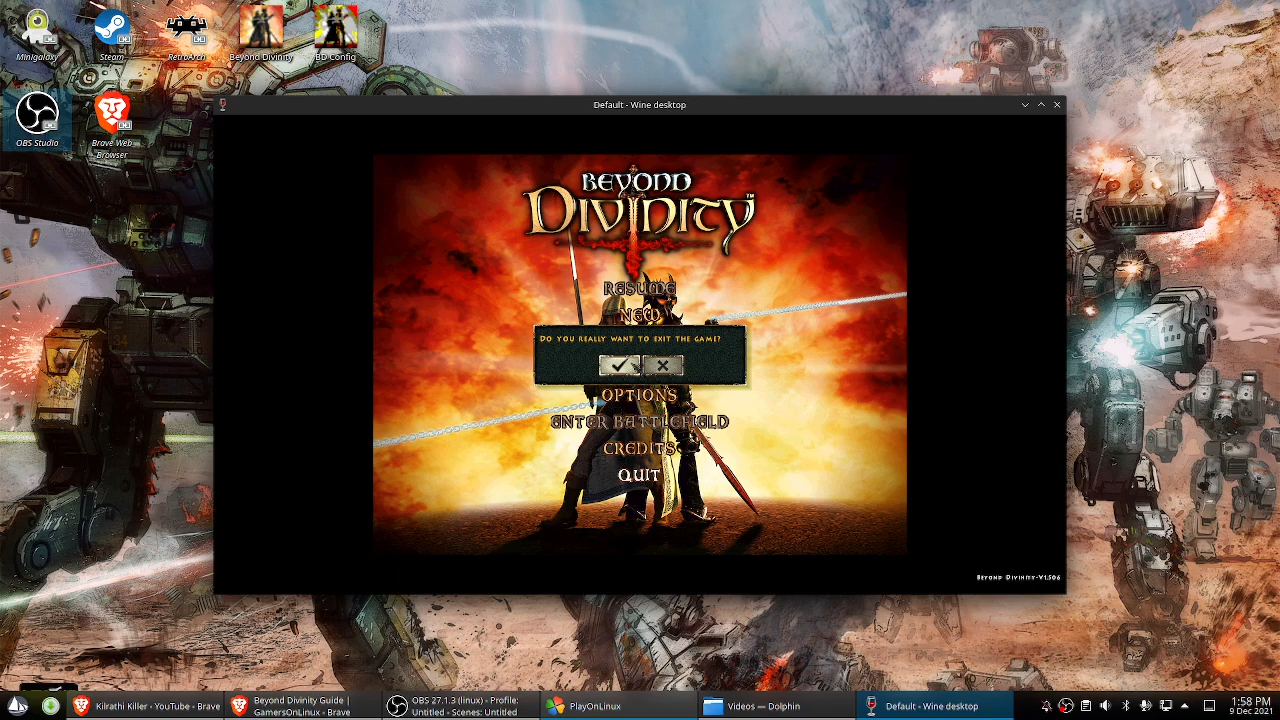 Minigalaxy
Steam
RetroArch
Beyond Divinity
BD Config
OBS Studio
Brave Web
Browser
Default - Wine desktop
BEYOND
DIVINITY™
RESUME
NEW
DO YOU REALLY WANT TO EXIT THE GAME?
OPTIONS
ENTER BATTLEFIELD
CREDITS
QUIT
BEYOND DIVINITY-V1.506
Kilrathi Killer - YouTube - Brave
Beyond Divinity Guide |
GamersOnLinux - Brave
OBS 27.1.3 (linux) - Profile:
Untitled - Scenes: Untitled
PlayOnLinux
Videos — Dolphin
Default - Wine desktop
1:58 PM
9 Dec 2021